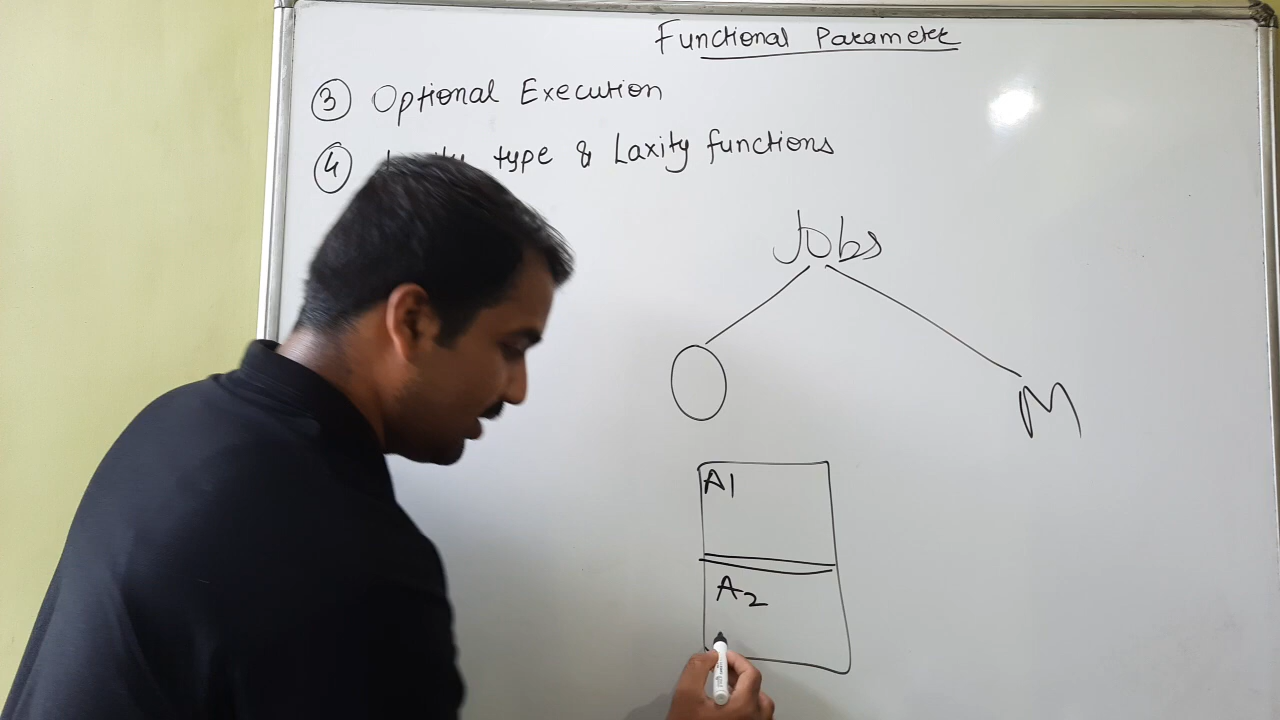 Functional Parameter
3 Optional Execution
4 type & Laxity functions
Jobs
O
M
A1
A2